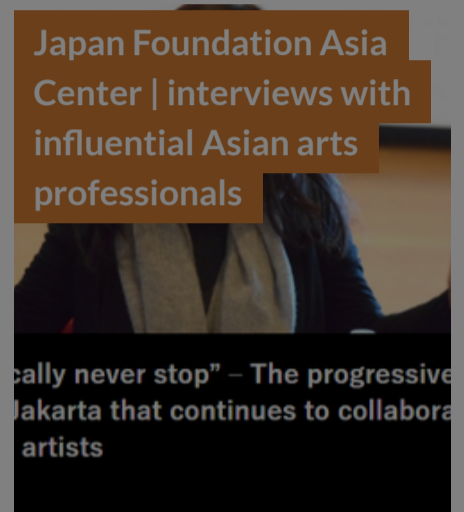 Japan Foundation Asia
Center | interviews with
influential Asian arts
professionals
cally never stop” – The progressive
Jakarta that continues to collabora
artists